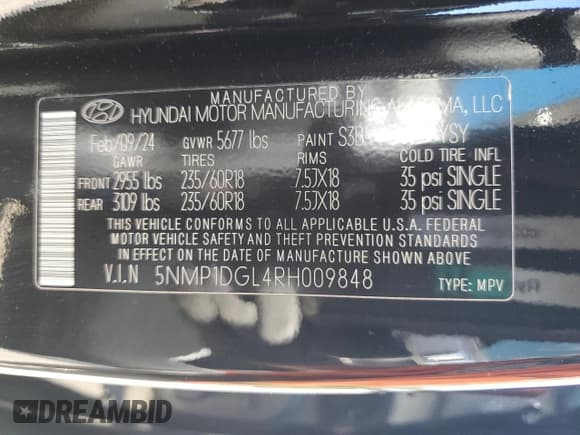 MANUFACTURED BY
HYUNDAI MOTOR MANUFACTURING ALABAMA, LLC
Feb/09/24 GVWR 5677 lbs PAINT S3B YSY
GAWR TIRES RIMS COLD TIRE INFL
FRONT 2955 lbs 235/60R18 7.5JX18 35 psi SINGLE
REAR 3109 lbs 235/60R18 7.5JX18 35 psi SINGLE
THIS VEHICLE CONFORMS TO ALL APPLICABLE U.S.A. FEDERAL
MOTOR VEHICLE SAFETY AND THEFT PREVENTION STANDARDS
IN EFFECT ON THE DATE OF MANUFACTURE SHOWN ABOVE
V.I.N 5NMP1DGL4RH009848 TYPE: MPV
DREAMBID